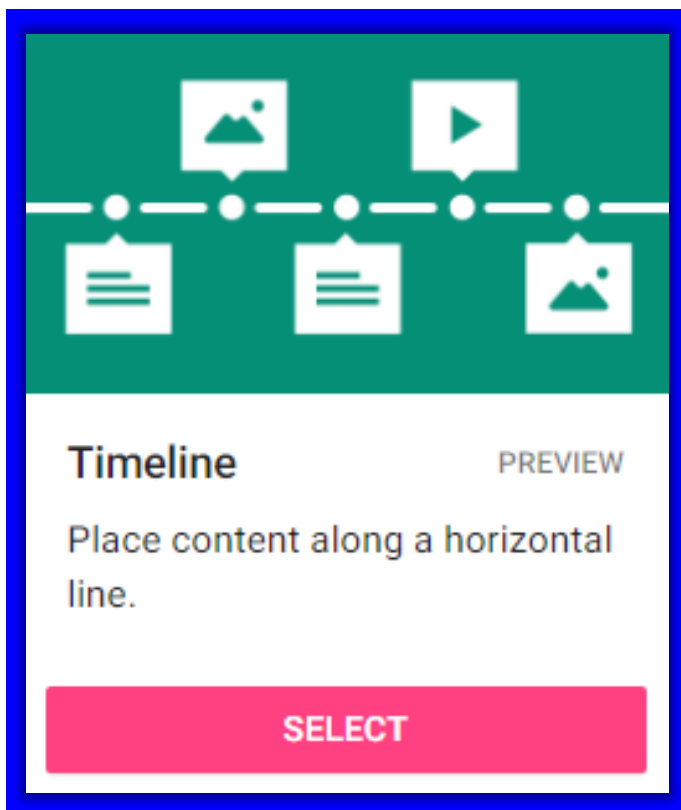 Timeline
PREVIEW
Place content along a horizontal
line.
SELECT